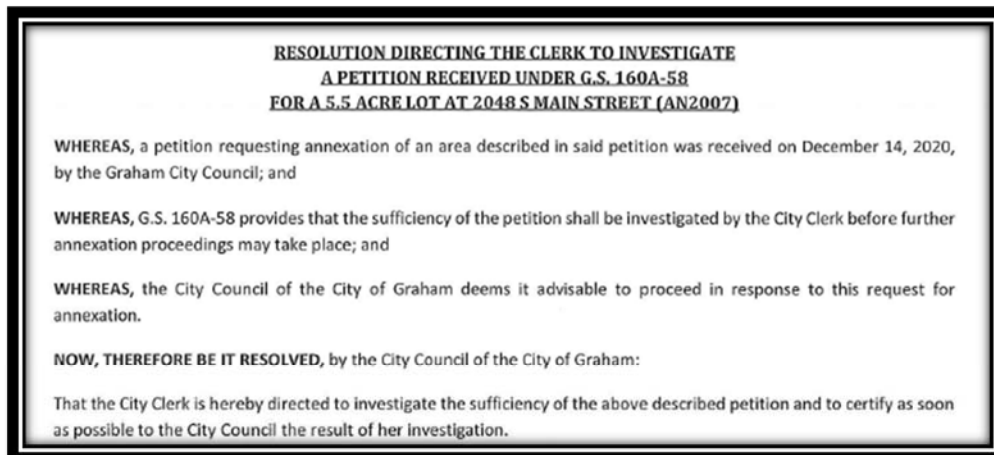 RESOLUTION DIRECTING THE CLERK TO INVESTIGATE
A PETITION RECEIVED UNDER G.S. 160A-58
FOR A 5.5 ACRE LOT AT 2048 S MAIN STREET (AN2007)
WHEREAS, a petition requesting annexation of an area described in said petition was received on December 14, 2020,
by the Graham City Council; and
WHEREAS, G.S. 160A-58 provides that the sufficiency of the petition shall be investigated by the City Clerk before further
annexation proceedings may take place; and
WHEREAS, the City Council of the City of Graham deems it advisable to proceed in response to this request for
annexation.
NOW, THEREFORE BE IT RESOLVED, by the City Council of the City of Graham:
That the City Clerk is hereby directed to investigate the sufficiency of the above described petition and to certify as soon
as possible to the City Council the result of her investigation.